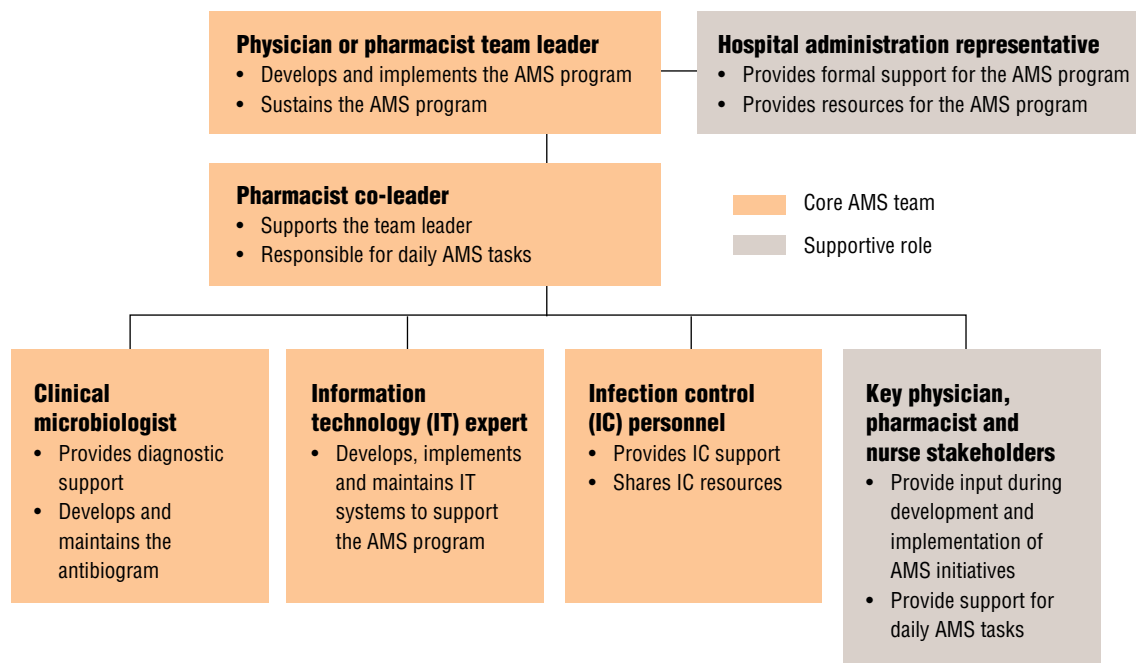 Physician or pharmacist team leader
• Develops and implements the AMS program
• Sustains the AMS program
Hospital administration representative
• Provides formal support for the AMS program
• Provides resources for the AMS program
Pharmacist co-leader
• Supports the team leader
• Responsible for daily AMS tasks
Core AMS team
Supportive role
Clinical
microbiologist
• Provides diagnostic
support
• Develops and
maintains the
antibiogram
Information
technology (IT) expert
• Develops, implements
and maintains IT
systems to support
the AMS program
Infection control
(IC) personnel
• Provides IC support
• Shares IC resources
Key physician,
pharmacist and
nurse stakeholders
• Provide input during
development and
implementation of
AMS initiatives
• Provide support for
daily AMS tasks